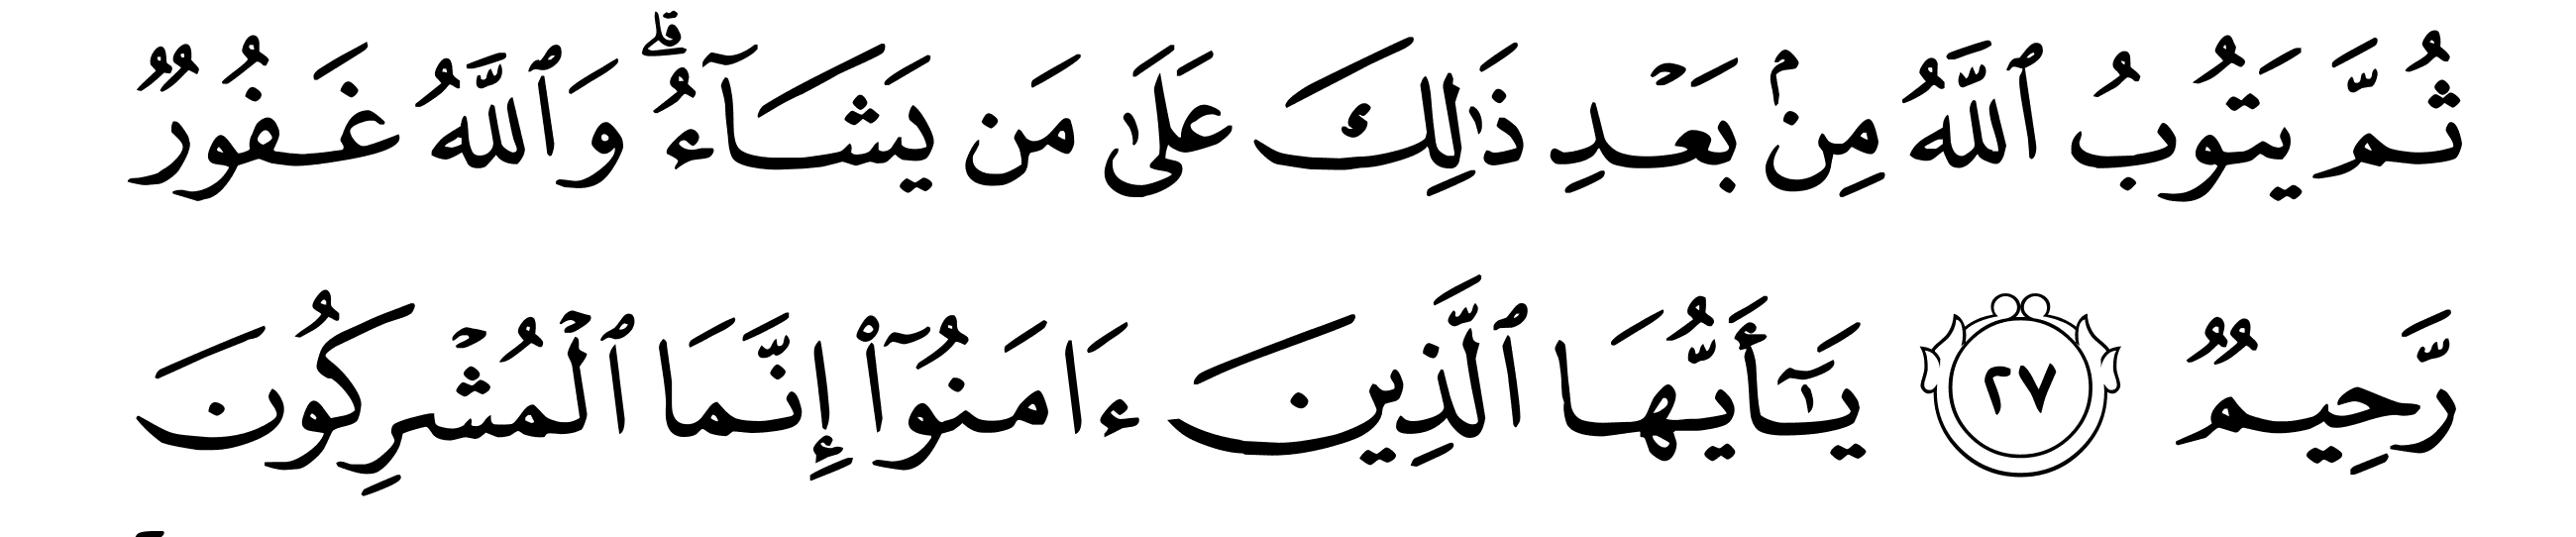 ثُمَّ يَتُوبُ ٱللَّهُ مِنۢ بَعۡدِ ذَٰلِكَ عَلَىٰ مَن يَشَآءُۗ وَٱللَّهُ غَفُورٞ
رَّحِيمٞ ٢٧ يَٰٓأَيُّهَا ٱلَّذِينَ ءَامَنُوٓاْ إِنَّمَا ٱلۡمُشۡرِكُونَ